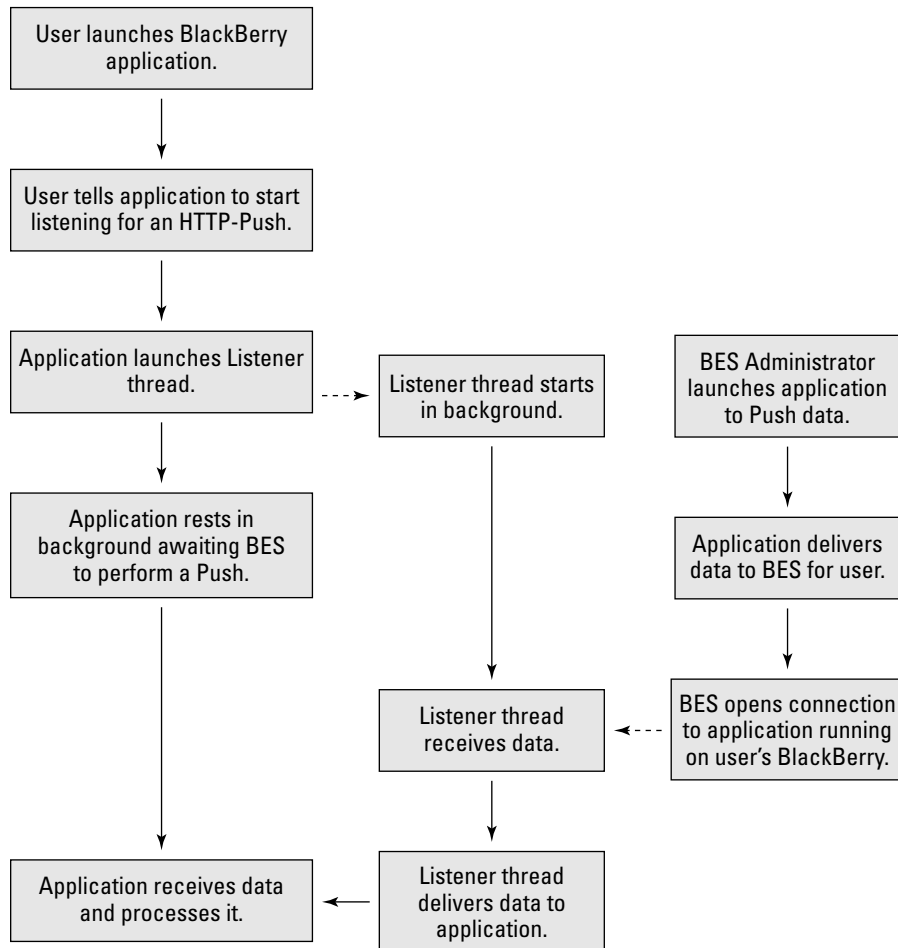 User launches BlackBerry
application.
User tells application to start
listening for an HTTP-Push.
Application launches Listener
thread.
Application rests in
background awaiting BES
to perform a Push.
Application receives data
and processes it.
Listener thread starts
in background.
Listener thread
receives data.
Listener thread
delivers data to
application.
BES Administrator
launches application
to Push data.
Application delivers
data to BES for user.
BES opens connection
to application running
on user's BlackBerry.